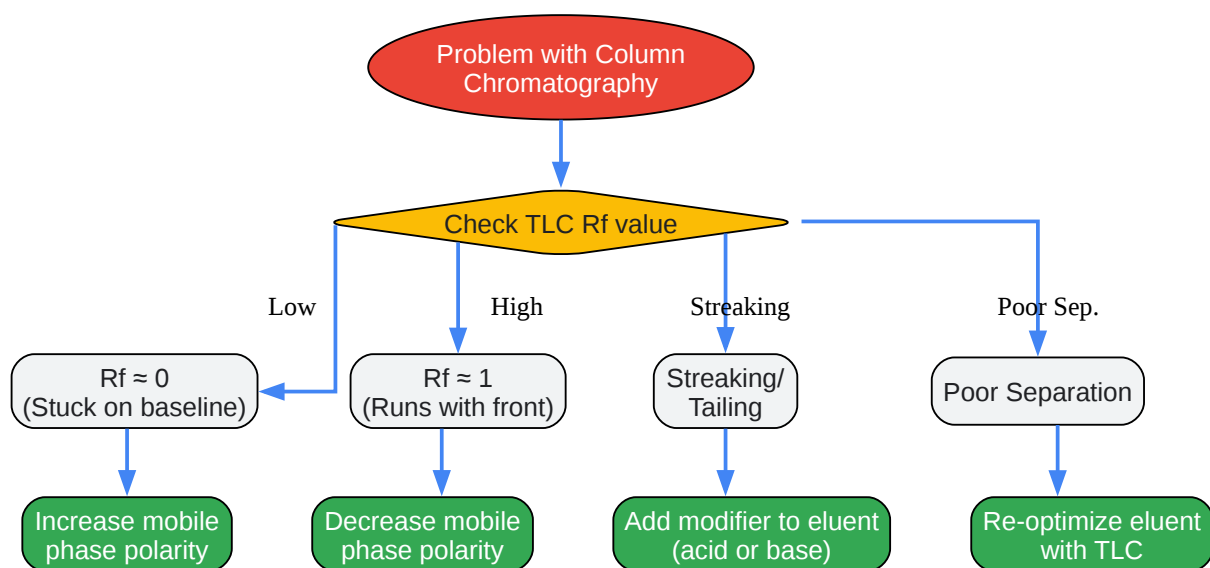 Problem with Column
Chromatography
Check TLC Rf value
Low
High
Streaking
Poor Sep.
Rf ≈ 0
(Stuck on baseline)
Rf ≈ 1
(Runs with front)
Streaking/
Tailing
Poor Separation
Increase mobile
phase polarity
Decrease mobile
phase polarity
Add modifier to eluent
(acid or base)
Re-optimize eluent
with TLC